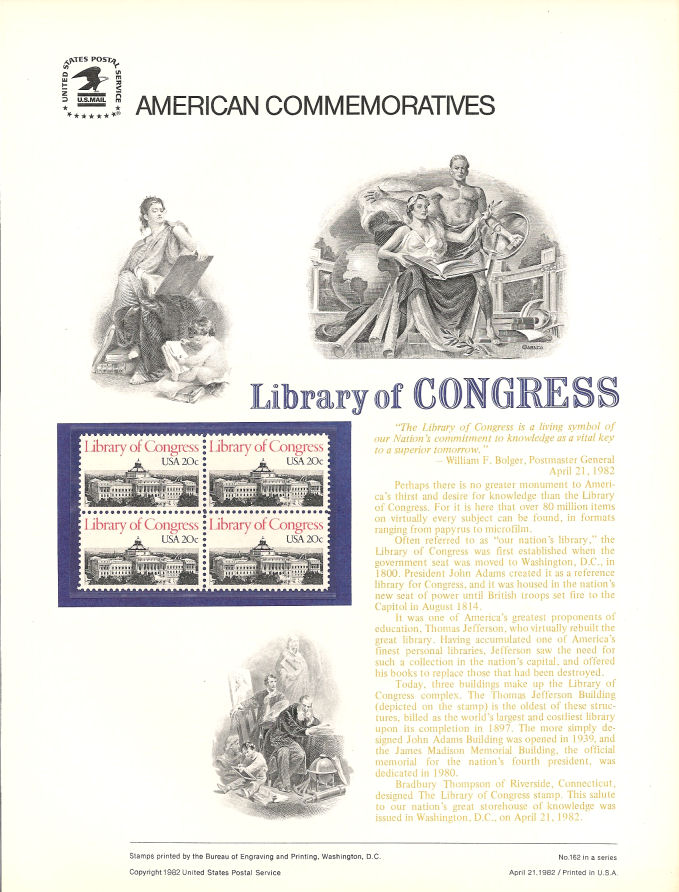 UNITED STATES POSTAL SERVICE
U.S.MAIL
AMERICAN COMMEMORATIVES
Library of CONGRESS
Library of Congress
USA 20c
Library of Congress
USA 20c
Library of Congress
USA 20c
Library of Congress
USA 20c
"The Library of Congress is a living symbol of
our Nation's commitment to knowledge as a vital key
to a superior tomorrow."
– William F. Bolger, Postmaster General
April 21, 1982
Perhaps there is no greater monument to Ameri-
ca's thirst and desire for knowledge than the Library
of Congress. For it is here that over 80 million items
on virtually every subject can be found, in formats
ranging from papyrus to microfilm.
Often referred to as "our nation's library," the
Library of Congress was first established when the
government seat was moved to Washington, D.C., in
1800. President John Adams created it as a reference
library for Congress, and it was housed in the nation's
new seat of power until British troops set fire to the
Capitol in August 1814.
It was one of America's greatest proponents of
education, Thomas Jefferson, who virtually rebuilt the
great library. Having accumulated one of America's
finest personal libraries, Jefferson saw the need for
such a collection in the nation's capital, and offered
his books to replace those that had been destroyed.
Today, three buildings make up the Library of
Congress complex. The Thomas Jefferson Building
(depicted on the stamp) is the oldest of these struc-
tures, billed as the world's largest and costliest library
upon its completion in 1897. The more simply de-
signed John Adams Building was opened in 1939, and
the James Madison Memorial Building, the official
memorial for the nation's fourth president, was
dedicated in 1980.
Bradbury Thompson of Riverside, Connecticut,
designed The Library of Congress stamp. This salute
to our nation's great storehouse of knowledge was
issued in Washington, D.C., on April 21, 1982.
Stamps printed by the Bureau of Engraving and Printing, Washington, D.C.
No.162 in a series
Copyright 1982 United States Postal Service
April 21.1982 / Printed in U.S.A.